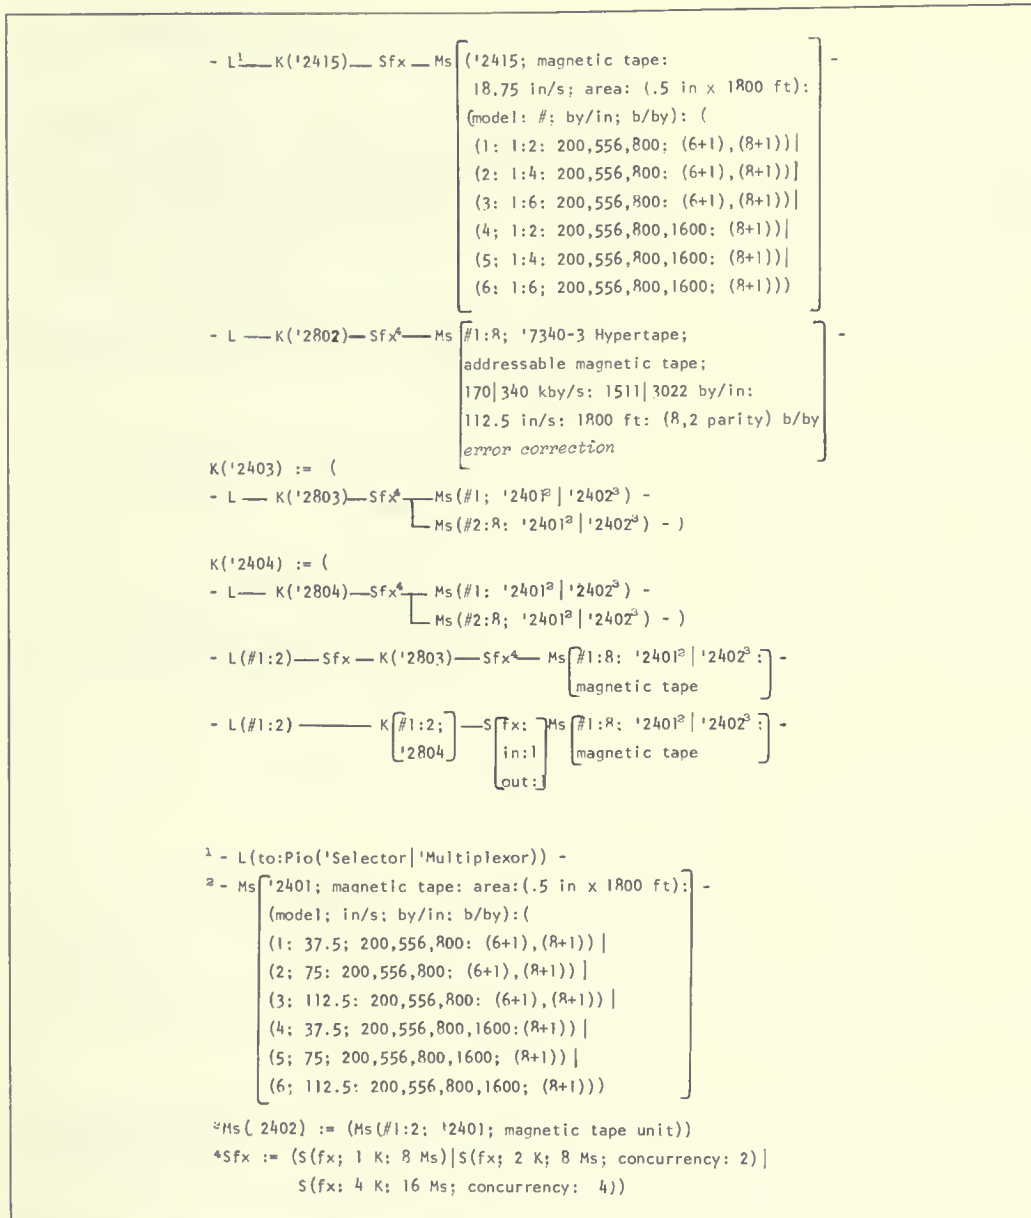 - L¹ — K('2415) — Sfx — Ms ('2415; magnetic tape: -
18.75 in/s; area: (.5 in x 1800 ft):
(model: #; by/in; b/by): (
(1: 1:2: 200,556,800; (6+1),(8+1))|
(2: 1:4: 200,556,800: (6+1),(8+1))|
(3: 1:6: 200,556,800: (6+1),(8+1))|
(4; 1:2: 200,556,800,1600: (8+1))|
(5; 1:4: 200,556,800,1600: (8+1))|
(6: 1:6; 200,556,800,1600; (8+1)))
- L — K('2802) — Sfx⁴ — Ms [#1:8; '7340-3 Hypertape; -
addressable magnetic tape;
170|340 kby/s: 1511|3022 by/in:
112.5 in/s: 1800 ft: (8,2 parity) b/by
error correction
K('2403) := (
- L — K('2803) — Sfx⁴ — Ms(#1; '2401² | '2402³) -
Ms(#2:8: '2401² | '2402³) - )
K('2404) := (
- L — K('2804) — Sfx⁴ — Ms(#1: '2401² | '2402³) -
Ms(#2:8; '2401² | '2402³) - )
- L(#1:2) — Sfx — K('2803) — Sfx⁴ — Ms [#1:8: '2401² | '2402³ :] -
magnetic tape
- L(#1:2) — K [#1:2; ] — S [fx: ] Ms [#1:8; '2401² | '2402³ :] -
'2804 in:1 magnetic tape
out:]
¹ - L(to:Pio('Selector|'Multiplexor)) -
² - Ms ['2401; magnetic tape: area:(.5 in x 1800 ft):] -
(model; in/s; by/in: b/by):(
(1: 37.5; 200,556,800: (6+1),(8+1)) |
(2; 75: 200,556,800; (6+1),(8+1)) |
(3: 112.5: 200,556,800: (6+1),(8+1)) |
(4; 37.5; 200,556,800,1600:(8+1)) |
(5; 75; 200,556,800,1600; (8+1)) |
(6; 112.5: 200,556,800,1600; (8+1)))
³Ms( 2402) := (Ms(#1:2; '2401; magnetic tape unit))
⁴Sfx := (S(fx; 1 K; 8 Ms)|S(fx; 2 K; 8 Ms; concurrency: 2)|
S(fx: 4 K; 16 Ms; concurrency: 4))